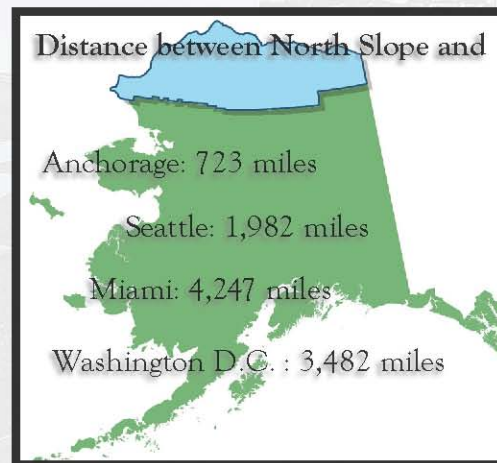 Distance between North Slope and
Anchorage: 723 miles
Seattle: 1,982 miles
Miami: 4,247 miles
Washington D.C. : 3,482 miles